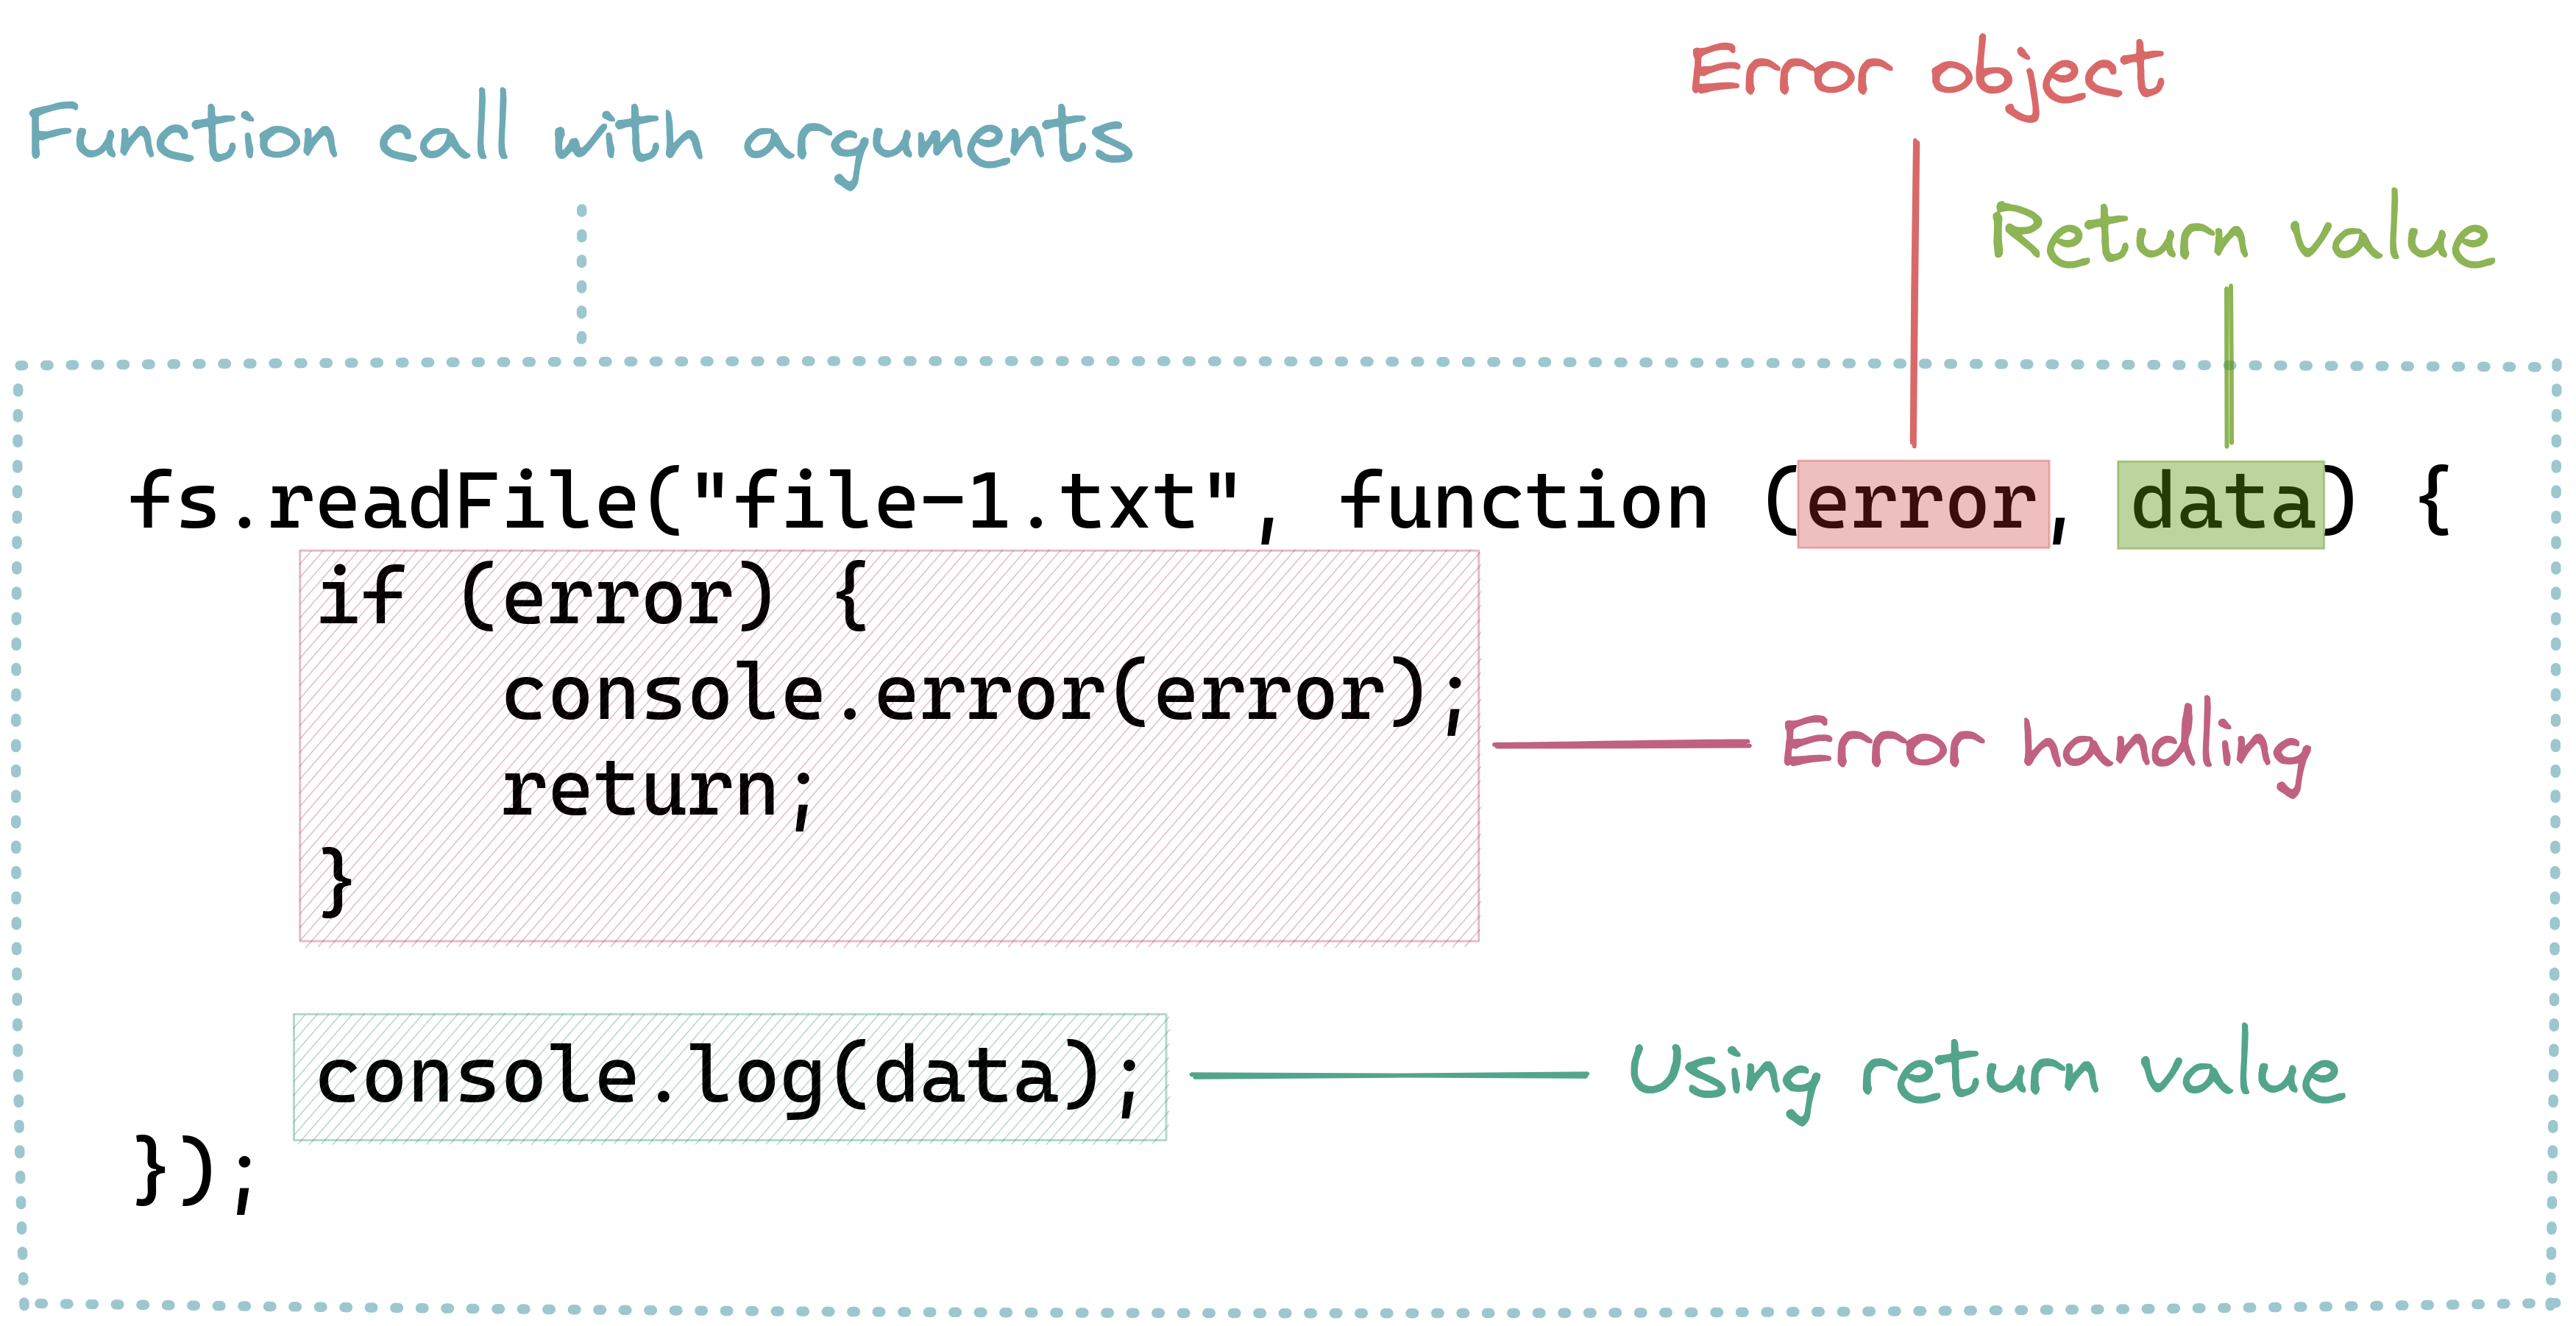 Error object
Function call with arguments
Return value
fs.readFile("file-1.txt", function (error, data) {
if (error) {
console.error(error);
return;
}
Error handling
console.log(data);
Using return value
});